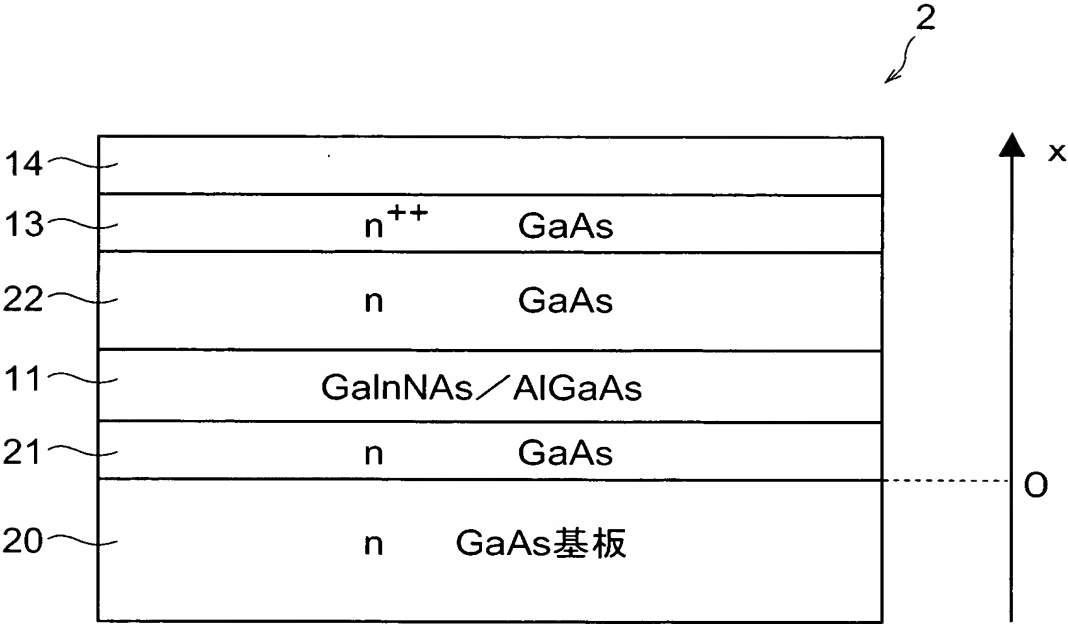 2
14
x
13 n++ GaAs
22 n GaAs
11 GaInNAs/AlGaAs
21 n GaAs
O
20 n GaAs基板